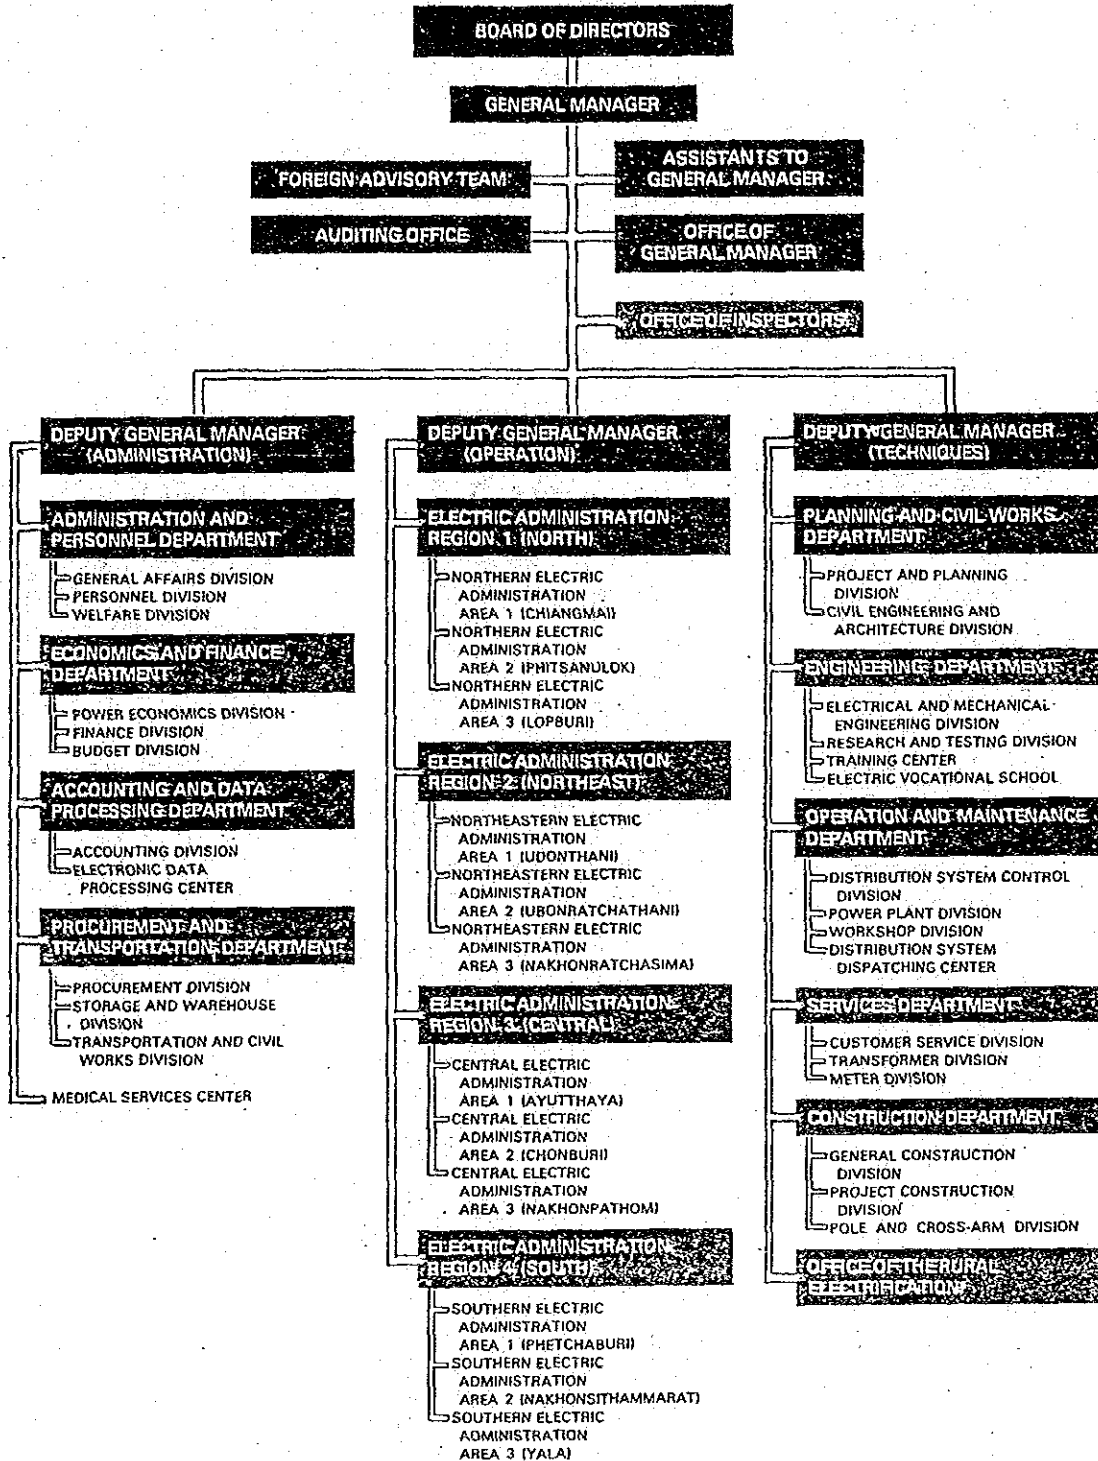 BOARD OF DIRECTORS
GENERAL MANAGER
FOREIGN ADVISORY TEAM
ASSISTANTS TO
GENERAL MANAGER
AUDITING OFFICE
OFFICE OF
GENERAL MANAGER
OFFICE OF INSPECTORS
DEPUTY GENERAL MANAGER
(ADMINISTRATION)
ADMINISTRATION AND
PERSONNEL DEPARTMENT
GENERAL AFFAIRS DIVISION
PERSONNEL DIVISION
WELFARE DIVISION
ECONOMICS AND FINANCE
DEPARTMENT
POWER ECONOMICS DIVISION
FINANCE DIVISION
BUDGET DIVISION
ACCOUNTING AND DATA
PROCESSING DEPARTMENT
ACCOUNTING DIVISION
ELECTRONIC DATA
PROCESSING CENTER
PROCUREMENT AND
TRANSPORTATION DEPARTMENT
PROCUREMENT DIVISION
STORAGE AND WAREHOUSE
DIVISION
TRANSPORTATION AND CIVIL
WORKS DIVISION
MEDICAL SERVICES CENTER
DEPUTY GENERAL MANAGER
(OPERATION)
ELECTRIC ADMINISTRATION
REGION 1 (NORTH)
NORTHERN ELECTRIC
ADMINISTRATION
AREA 1 (CHIANGMAI)
NORTHERN ELECTRIC
ADMINISTRATION
AREA 2 (PHITSANULOK)
NORTHERN ELECTRIC
ADMINISTRATION
AREA 3 (LOPBURI)
ELECTRIC ADMINISTRATION
REGION 2 (NORTHEAST)
NORTHEASTERN ELECTRIC
ADMINISTRATION
AREA 1 (UDONTHANI)
NORTHEASTERN ELECTRIC
ADMINISTRATION
AREA 2 (UBONRATCHATHANI)
NORTHEASTERN ELECTRIC
ADMINISTRATION
AREA 3 (NAKHONRATCHASIMA)
ELECTRIC ADMINISTRATION
REGION 3 (CENTRAL)
CENTRAL ELECTRIC
ADMINISTRATION
AREA 1 (AYUTTHAYA)
CENTRAL ELECTRIC
ADMINISTRATION
AREA 2 (CHONBURI)
CENTRAL ELECTRIC
ADMINISTRATION
AREA 3 (NAKHONPATHOM)
ELECTRIC ADMINISTRATION
REGION 4 (SOUTH)
SOUTHERN ELECTRIC
ADMINISTRATION
AREA 1 (PHETCHABURI)
SOUTHERN ELECTRIC
ADMINISTRATION
AREA 2 (NAKHONSITHAMMARAT)
SOUTHERN ELECTRIC
ADMINISTRATION
AREA 3 (YALA)
DEPUTY GENERAL MANAGER
(TECHNIQUES)
PLANNING AND CIVIL WORKS
DEPARTMENT
PROJECT AND PLANNING
DIVISION
CIVIL ENGINEERING AND
ARCHITECTURE DIVISION
ENGINEERING DEPARTMENT
ELECTRICAL AND MECHANICAL
ENGINEERING DIVISION
RESEARCH AND TESTING DIVISION
TRAINING CENTER
ELECTRIC VOCATIONAL SCHOOL
OPERATION AND MAINTENANCE
DEPARTMENT
DISTRIBUTION SYSTEM CONTROL
DIVISION
POWER PLANT DIVISION
WORKSHOP DIVISION
DISTRIBUTION SYSTEM
DISPATCHING CENTER
SERVICES DEPARTMENT
CUSTOMER SERVICE DIVISION
TRANSFORMER DIVISION
METER DIVISION
CONSTRUCTION DEPARTMENT
GENERAL CONSTRUCTION
DIVISION
PROJECT CONSTRUCTION
DIVISION
POLE AND CROSS-ARM DIVISION
OFFICE OF THE RURAL
ELECTRIFICATION